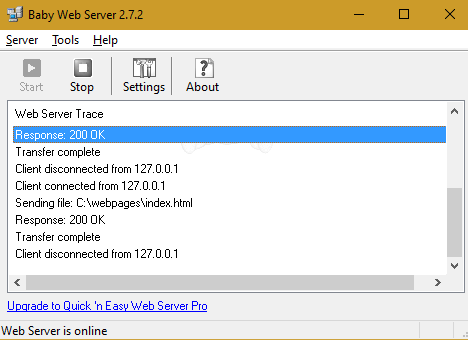 Baby Web Server 2.7.2
Server Tools Help
Start Stop Settings About
Web Server Trace
Response: 200 OK
Transfer complete
Client disconnected from 127.0.0.1
Client connected from 127.0.0.1
Sending file: C:\webpages\index.html
Response: 200 OK
Transfer complete
Client disconnected from 127.0.0.1
Upgrade to Quick 'n Easy Web Server Pro
Web Server is online